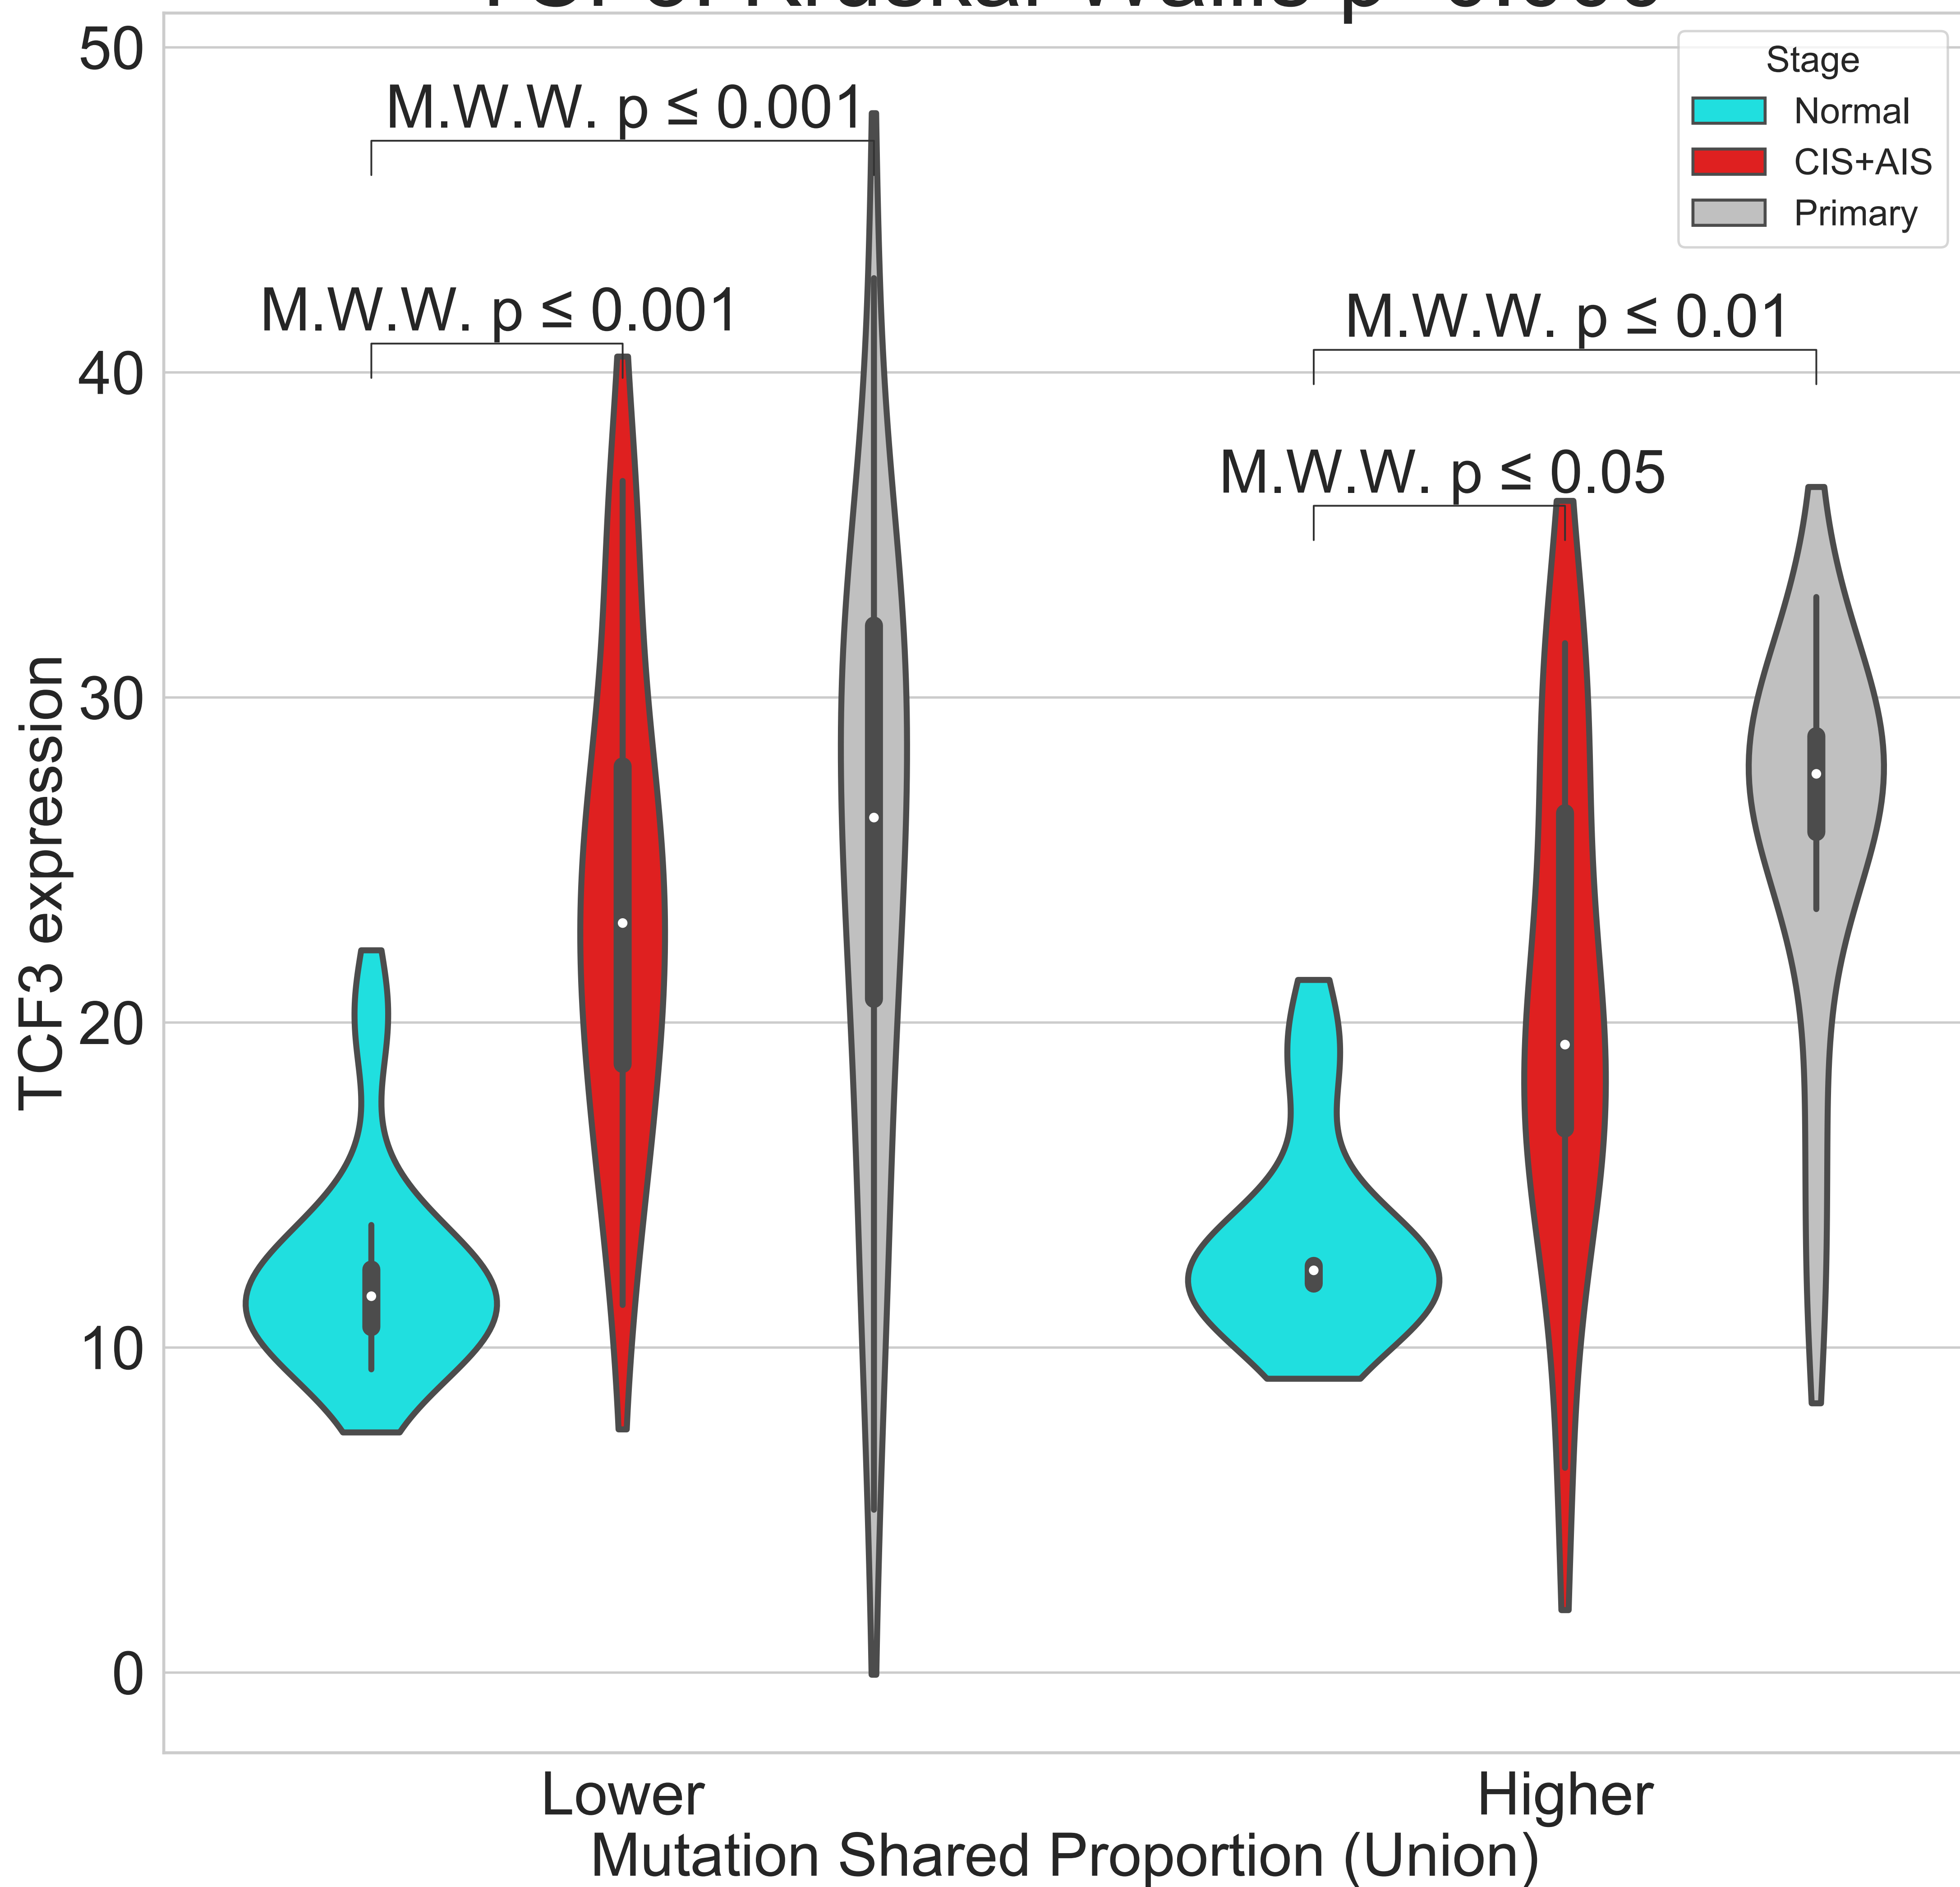 50
M.W.W. p ≤ 0.001
Stage
Normal
CIS+AIS
Primary
M.W.W. p ≤ 0.001
M.W.W. p ≤ 0.01
40
M.W.W. p ≤ 0.05
30
TCF3 expression
20
10
0
Lower
Higher
Mutation Shared Proportion (Union)